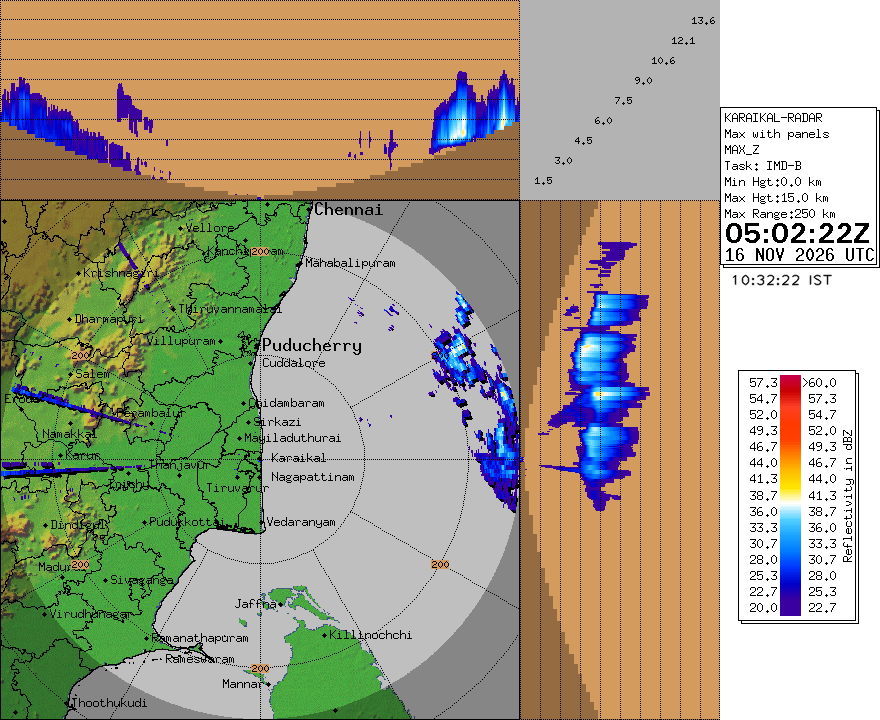 13.6
12.1
10.6
9.0
7.5
6.0
4.5
3.0
1.5
KARAIKAL-RADAR
Max with panels
MAX_Z
Task: IMD-B
Min Hgt:0.0 km
Max Hgt:15.0 km
Max Range:250 km
05:02:22Z
16 NOV 2026 UTC
10:32:22 IST
Chennai
Vellore
200
Mahabalipuram
Krishnagiri
Thiruvannamalai
Dharmapuri
Villupuram
Puducherry
200
Cuddalore
Salem
Chidambaram
Perambalur
Sirkazi
Namakkal
Mayiladuthurai
Karur
Thanjavur
Karaikal
Nagapattinam
Tiruvarur
Dindigul
Pudukkottai
Vedaranyam
200
200
Sivaganga
Jaffna
Virudhunagar
Killinochchi
Ramanathapuram
Rameswaram
200
Mannar
Thoothukudi
57.3 >60.0
54.7 57.3
52.0 54.7
49.3 52.0
46.7 49.3
44.0 46.7
41.3 44.0
38.7 41.3
36.0 38.7
33.3 36.0
30.7 33.3
28.0 30.7
25.3 28.0
22.7 25.3
20.0 22.7
Reflectivity in dBZ